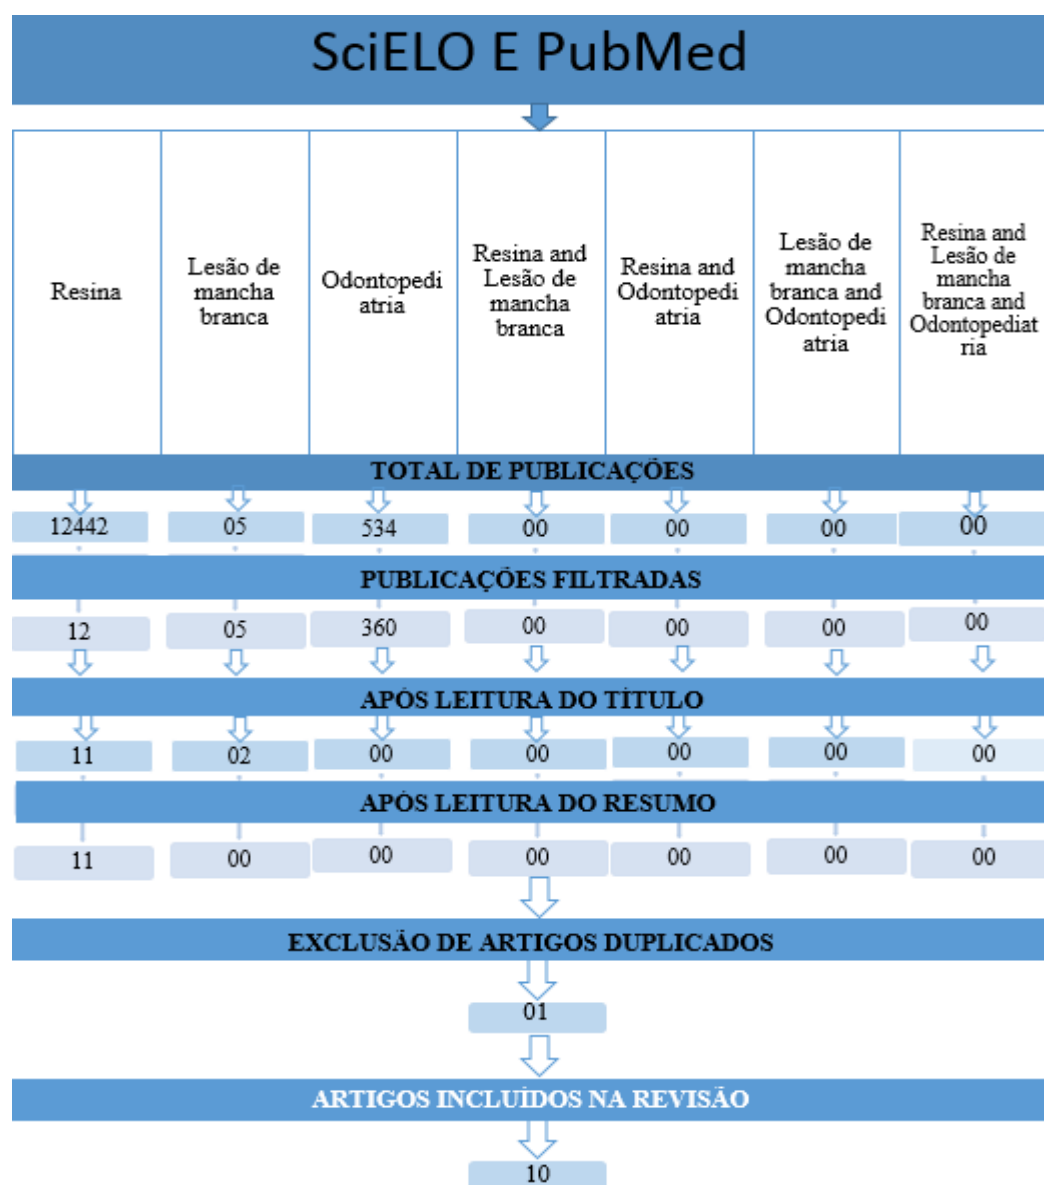 SciELO E PubMed
Resina
Lesão de
mancha
branca
Odontopedi
atria
Resina and
Lesão de
mancha
branca
Resina and
Odontopedi
atria
Lesão de
mancha
branca and
Odontopedi
atria
Resina and
Lesão de
mancha
branca and
Odontopediat
ria
TOTAL DE PUBLICAÇÕES
12442 05 534 00 00 00 00
PUBLICAÇÕES FILTRADAS
12 05 360 00 00 00 00
APÓS LEITURA DO TÍTULO
11 02 00 00 00 00 00
APÓS LEITURA DO RESUMO
11 00 00 00 00 00 00
EXCLUSÃO DE ARTIGOS DUPLICADOS
01
ARTIGOS INCLUÍDOS NA REVISÃO
10